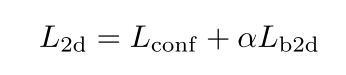 L_{2d} = L_{conf} + αL_{b2d}